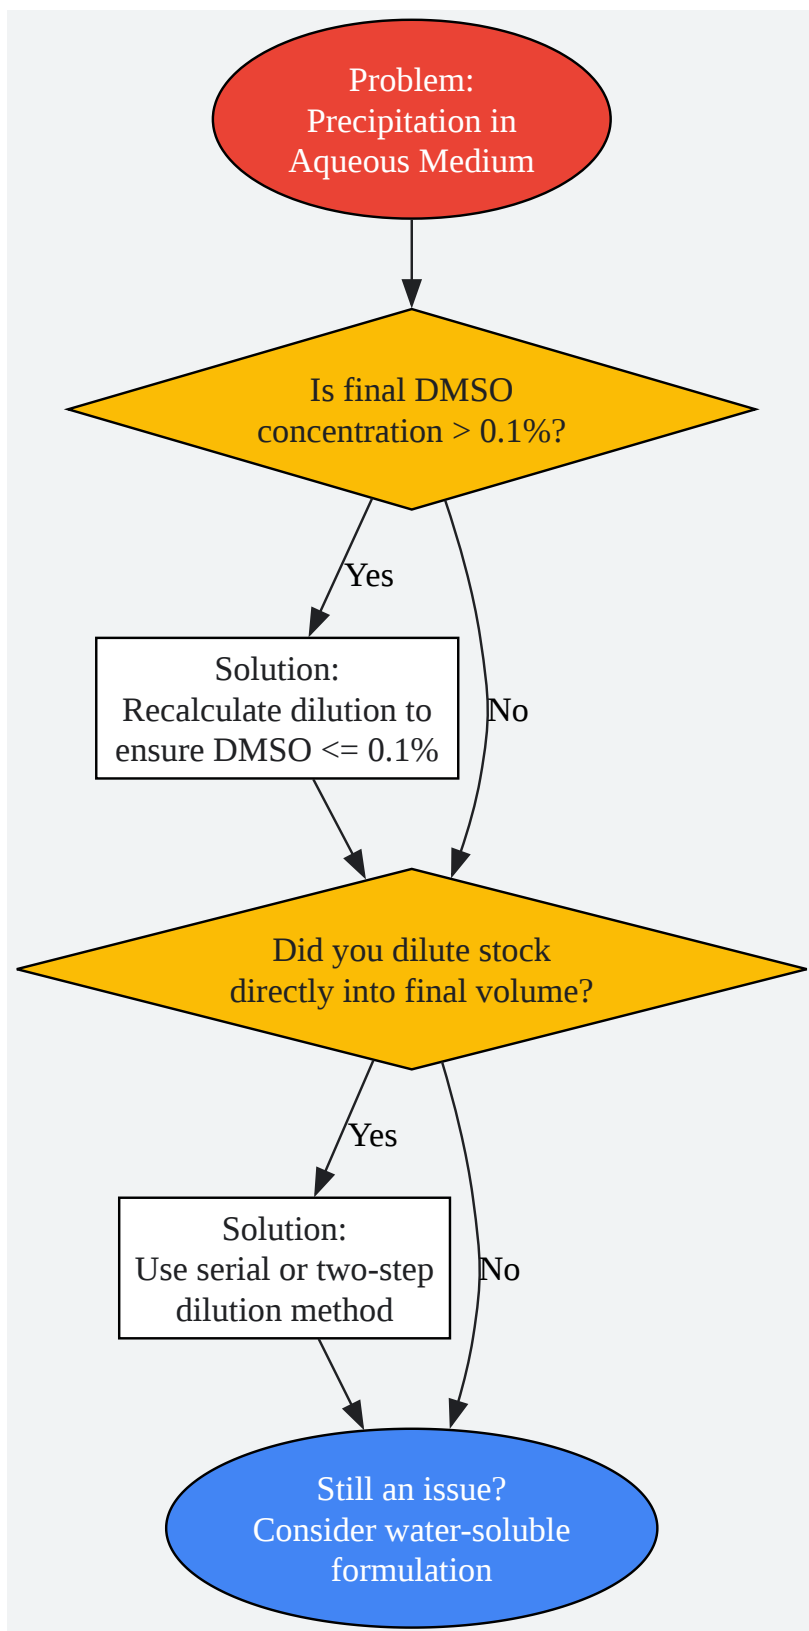 Problem:
Precipitation in
Aqueous Medium
Is final DMSO
concentration > 0.1%?
Yes
Solution:
Recalculate dilution to
ensure DMSO <= 0.1%
No
Did you dilute stock
directly into final volume?
Yes
Solution:
Use serial or two-step
dilution method
No
Still an issue?
Consider water-soluble
formulation